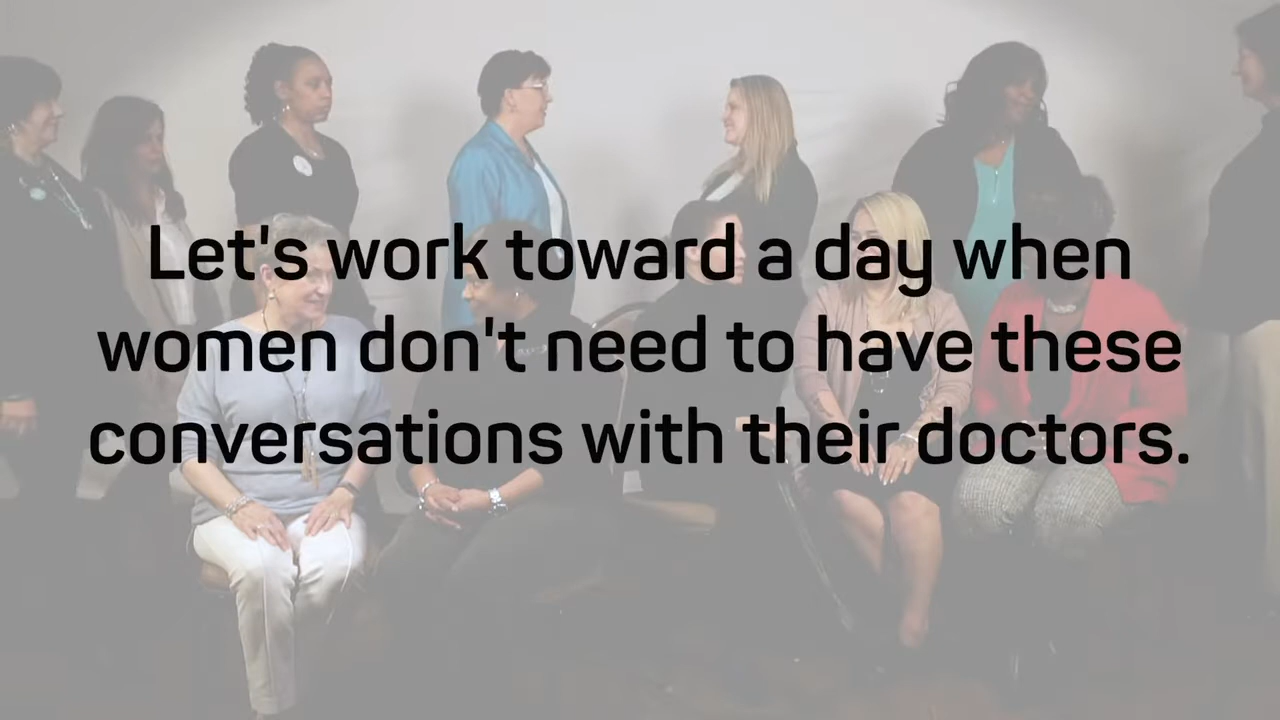 Let's work toward a day when
women don't need to have these
conversations with their doctors.